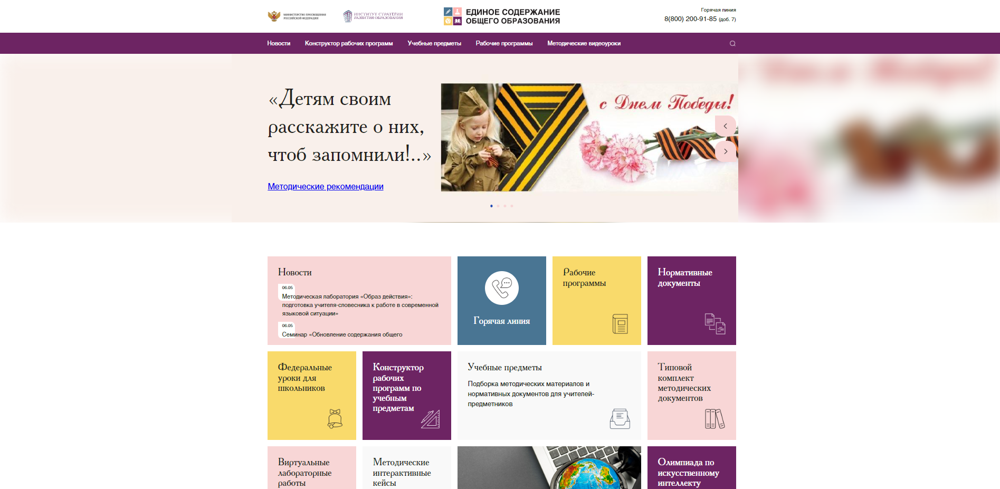 МИНИСТЕРСТВО ПРОСВЕЩЕНИЯ
РОССИЙСКОЙ ФЕДЕРАЦИИ
ИНСТИТУТ СТРАТЕГИИ
РАЗВИТИЯ ОБРАЗОВАНИЯ
ЕДИНОЕ СОДЕРЖАНИЕ
ОБЩЕГО ОБРАЗОВАНИЯ
Горячая линия
8(800) 200-91-85 (доб. 7)
Новости
Конструктор рабочих программ
Учебные предметы
Рабочие программы
Методические видеоуроки
«Детям своим
расскажите о них,
чтоб запомнили!..»
Методические рекомендации
с Днем Победы!
Новости
06.05
Методическая лаборатория «Образ действия»:
подготовка учителя-словесника к работе в современной
языковой ситуации»
06.05
Семинар «Обновление содержания общего
Горячая линия
Рабочие
программы
Нормативные
документы
Федеральные
уроки для
школьников
Конструктор
рабочих
программ по
учебным
предметам
Учебные предметы
Подборка методических материалов и
нормативных документов для учителей-
предметников
Типовой
комплект
методических
документов
Виртуальные
лабораторные
работы
Методические
интерактивные
кейсы
Олимпиада по
искусственному
интеллекту